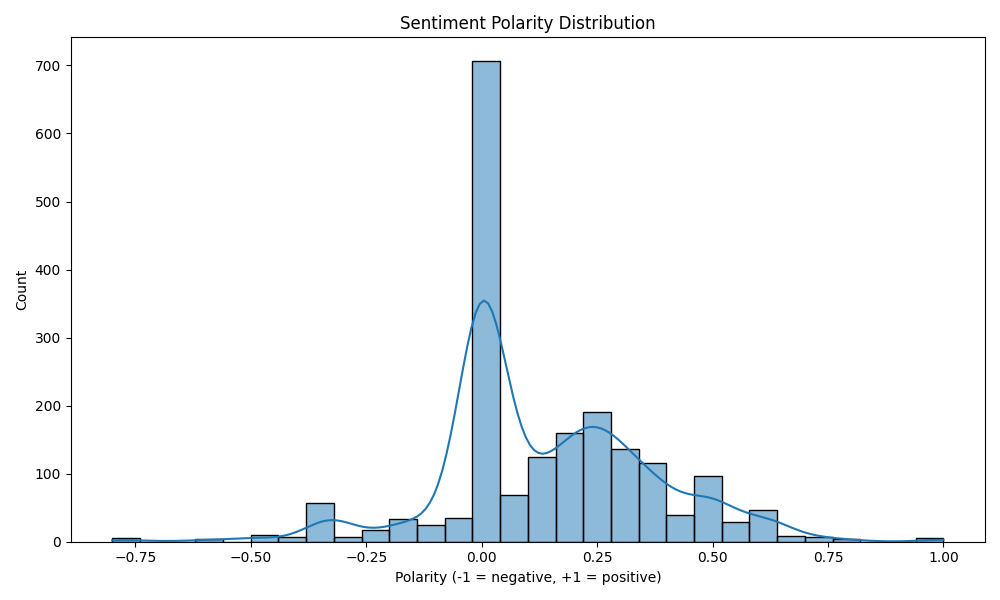 Sentiment Polarity Distribution
Count
700
600
500
400
300
200
100
0
−0.75 −0.50 −0.25 0.00 0.25 0.50 0.75 1.00
Polarity (-1 = negative, +1 = positive)